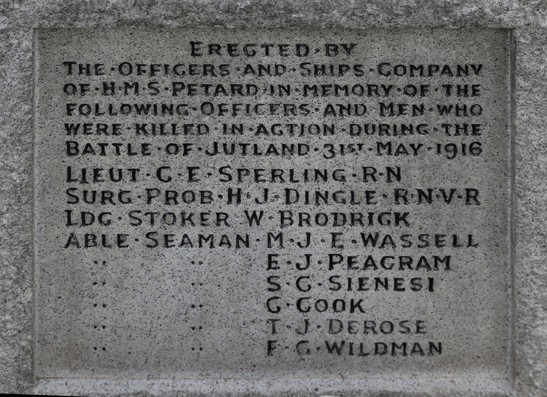 ERECTED·BY
THE·OFFICERS·AND·SHIPS·COMPANY
OF·H·M·S·PETARD·IN·MEMORY·OF·THE
FOLLOWING·OFFICERS·AND·MEN·WHO
WERE·KILLED·IN·ACTION·DURING·THE
BATTLE·OF·JUTLAND·31ST·MAY·1916
LIEUT·C·E·SPERLING·R·N
SURG·PROB·H·J·DINGLE·R·N·V·R
LDG·STOKER·W·BRODRICK
ABLE·SEAMAN·M·J·E·WASSELL
" " E·J·PEAGRAM
" " S·G·SIENESI
" " G·COOK
" " T·J·DEROSE
" " F·G·WILDMAN